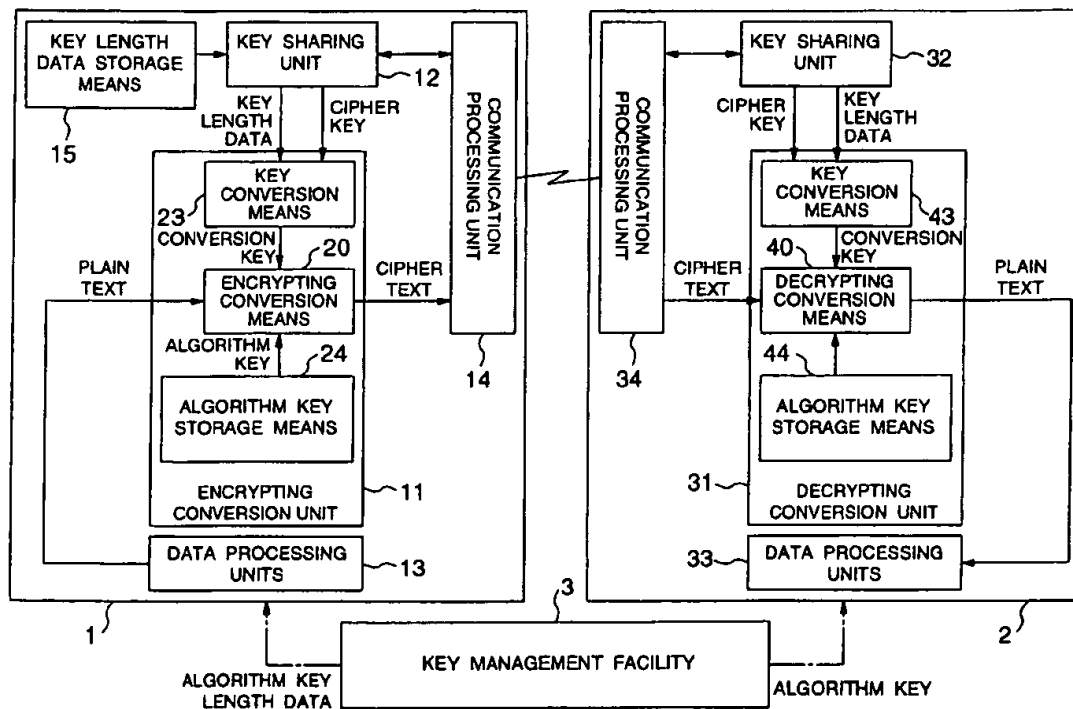 KEY LENGTH
DATA STORAGE
MEANS
15
KEY SHARING
UNIT
12
KEY
LENGTH
DATA
CIPHER
KEY
COMMUNICATION
PROCESSING UNIT
14
KEY
CONVERSION
MEANS
23
CONVERSION
KEY
20
PLAIN
TEXT
ENCRYPTING
CONVERSION
MEANS
CIPHER
TEXT
ALGORITHM
KEY
24
ALGORITHM KEY
STORAGE MEANS
ENCRYPTING
CONVERSION UNIT
11
DATA PROCESSING
UNITS
13
1
COMMUNICATION
PROCESSING UNIT
34
KEY SHARING
UNIT
32
CIPHER
KEY
KEY
LENGTH
DATA
KEY
CONVERSION
MEANS
43
CONVERSION
KEY
40
CIPHER
TEXT
DECRYPTING
CONVERSION
MEANS
PLAIN
TEXT
44
ALGORITHM KEY
STORAGE MEANS
31
DECRYPTING
CONVERSION UNIT
33
DATA PROCESSING
UNITS
2
3
KEY MANAGEMENT FACILITY
ALGORITHM KEY
LENGTH DATA
ALGORITHM KEY